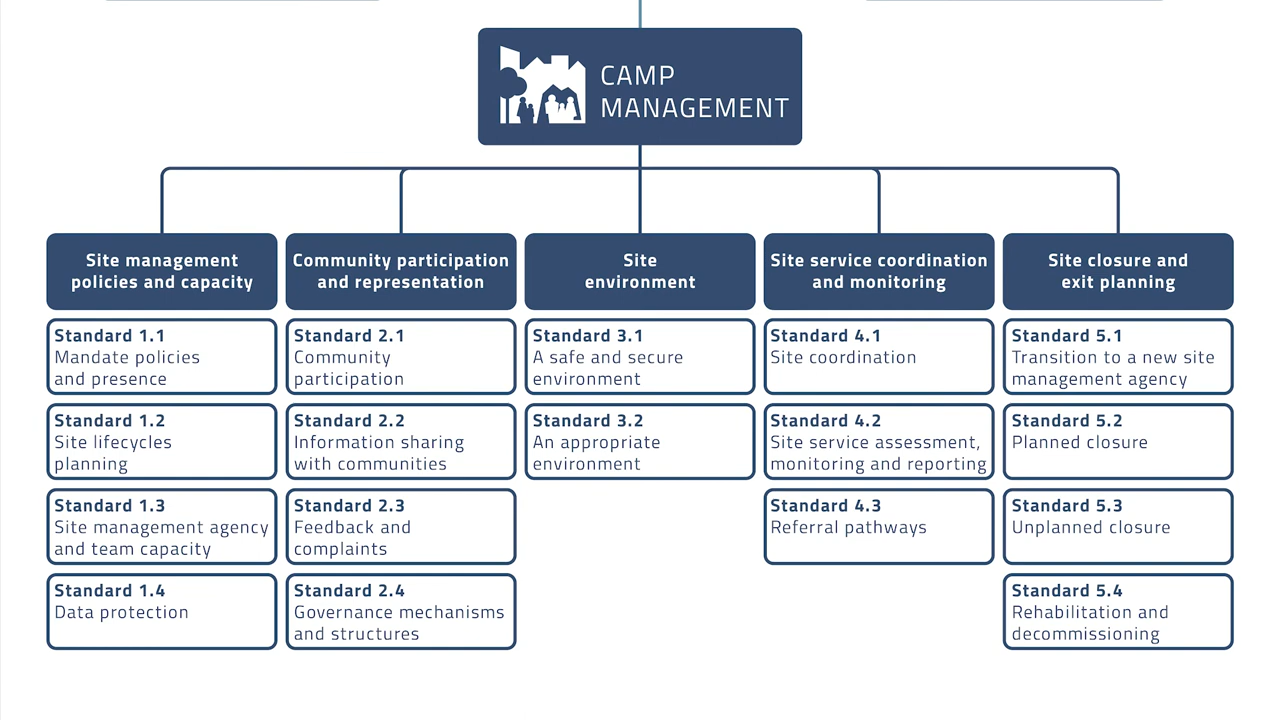 CAMP
MANAGEMENT
Site management
policies and capacity
Standard 1.1
Mandate policies
and presence
Standard 1.2
Site lifecycles
planning
Standard 1.3
Site management agency
and team capacity
Standard 1.4
Data protection
Community participation
and representation
Standard 2.1
Community
participation
Standard 2.2
Information sharing
with communities
Standard 2.3
Feedback and
complaints
Standard 2.4
Governance mechanisms
and structures
Site
environment
Standard 3.1
A safe and secure
environment
Standard 3.2
An appropriate
environment
Site service coordination
and monitoring
Standard 4.1
Site coordination
Standard 4.2
Site service assessment,
monitoring and reporting
Standard 4.3
Referral pathways
Site closure and
exit planning
Standard 5.1
Transition to a new site
management agency
Standard 5.2
Planned closure
Standard 5.3
Unplanned closure
Standard 5.4
Rehabilitation and
decommissioning